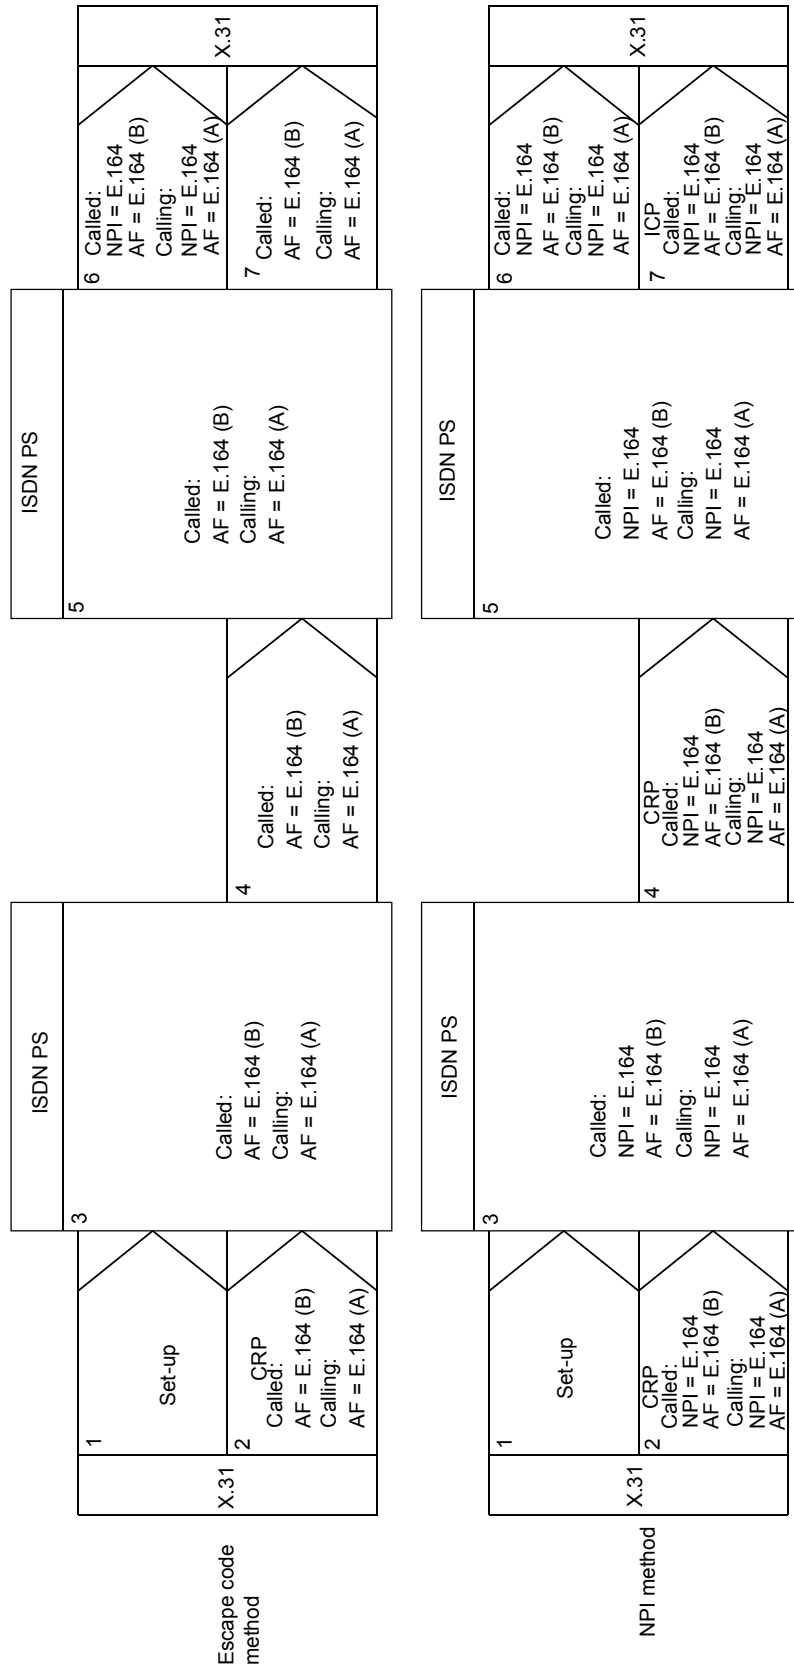 Escape code
method
X.31
1
Set-up
2
CRP
Called:
AF = E.164 (B)
Calling:
AF = E.164 (A)
ISDN PS
3
Called:
AF = E.164 (B)
Calling:
AF = E.164 (A)
4
Called:
AF = E.164 (B)
Calling:
AF = E.164 (A)
ISDN PS
5
Called:
AF = E.164 (B)
Calling:
AF = E.164 (A)
6
Called:
NPI = E.164
AF = E.164 (B)
Calling:
NPI = E.164
AF = E.164 (A)
7
Called:
AF = E.164 (B)
Calling:
AF = E.164 (A)
X.31
NPI method
X.31
1
Set-up
2
CRP
Called:
NPI = E.164
AF = E.164 (B)
Calling:
NPI = E.164
AF = E.164 (A)
ISDN PS
3
Called:
NPI = E.164
AF = E.164 (B)
Calling:
NPI = E.164
AF = E.164 (A)
4
CRP
Called:
NPI = E.164
AF = E.164 (B)
Calling:
NPI = E.164
AF = E.164 (A)
ISDN PS
5
Called:
NPI = E.164
AF = E.164 (B)
Calling:
NPI = E.164
AF = E.164 (A)
6
Called:
NPI = E.164
AF = E.164 (B)
Calling:
NPI = E.164
AF = E.164 (A)
7
ICP
Called:
NPI = E.164
AF = E.164 (B)
Calling:
NPI = E.164
AF = E.164 (A)
X.31